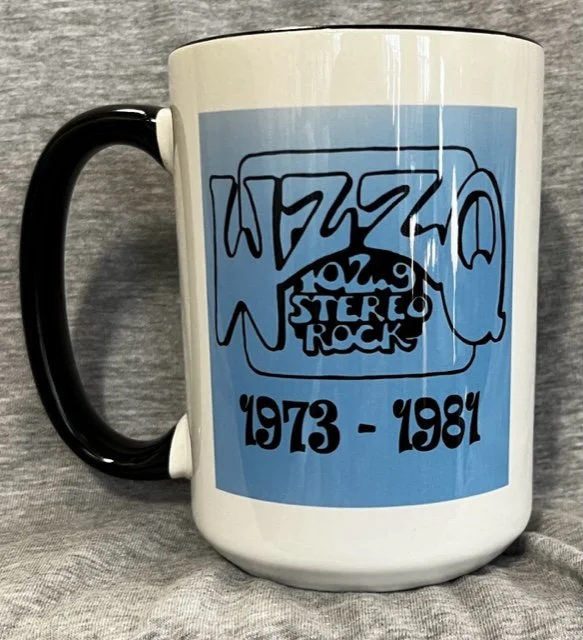 WZZQ
102.9
STEREO
ROCK
1973 - 1981